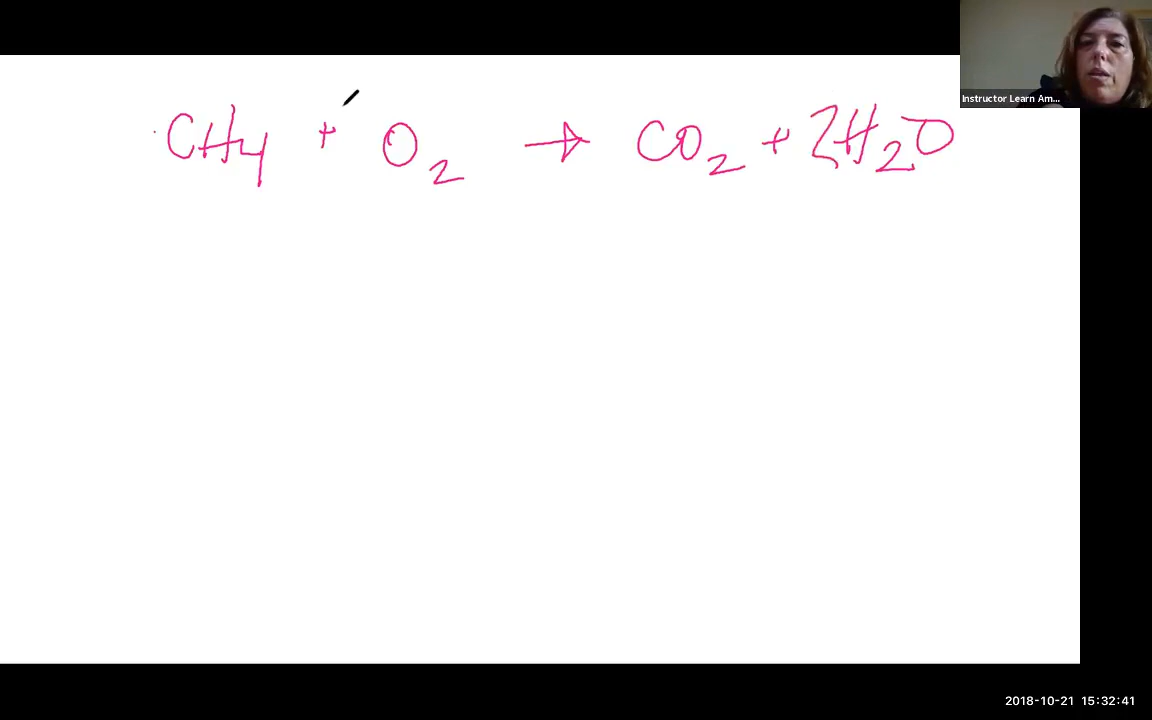 Instructor Learn Am...
CH4 + O2 → CO2 + 2H2O
2018-10-21 15:32:41